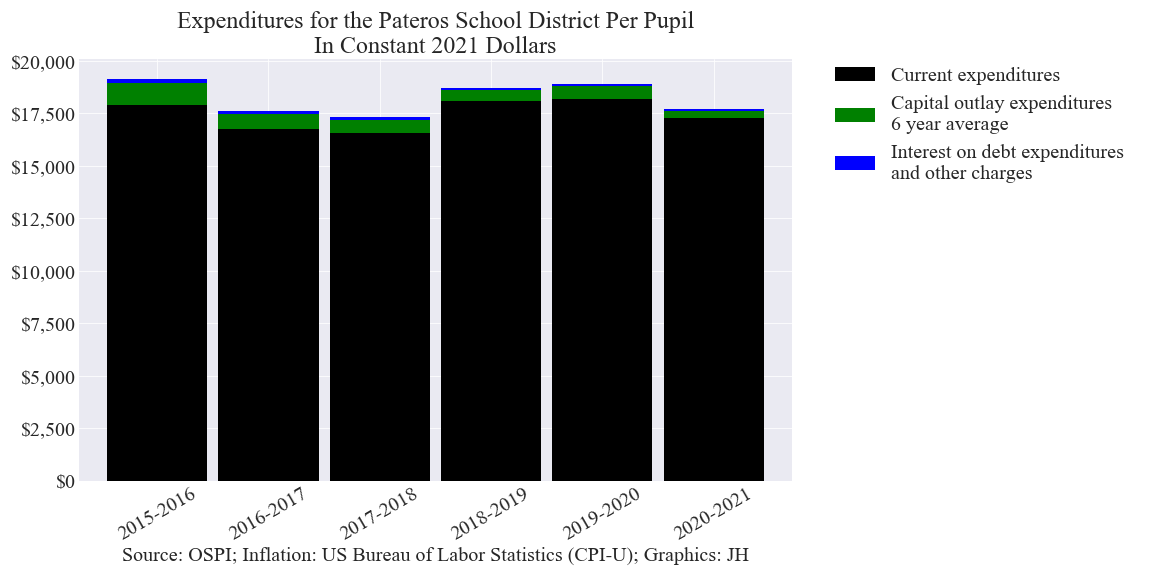 Expenditures for the Pateros School District Per Pupil
In Constant 2021 Dollars
$20,000
$17,500
$15,000
$12,500
$10,000
$7,500
$5,000
$2,500
$0
2015-2016
2016-2017
2017-2018
2018-2019
2019-2020
2020-2021
Source: OSPI; Inflation: US Bureau of Labor Statistics (CPI-U); Graphics: JH
Current expenditures
Capital outlay expenditures
6 year average
Interest on debt expenditures
and other charges